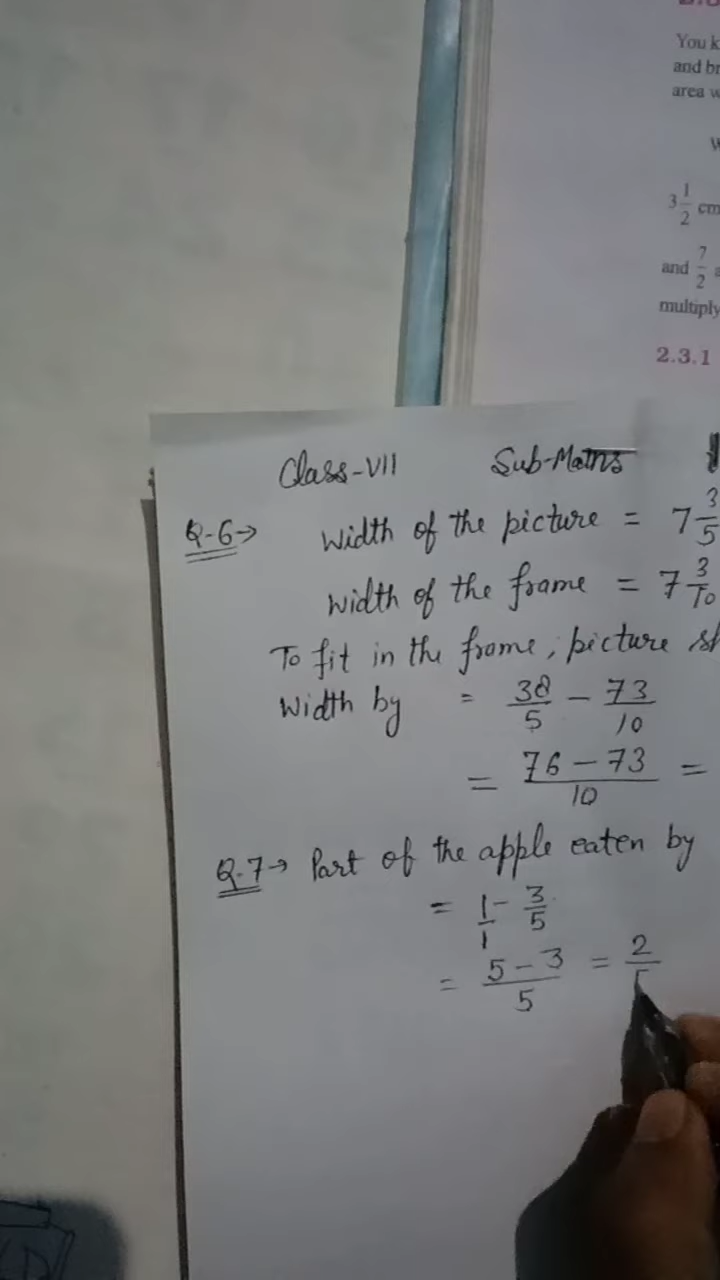 You k
and br
area w
3 1/2 cm
and 7/2
multiply
2.3.1
Class-VII Sub-Maths
Q-6→ width of the picture = 7 3/5
width of the frame = 7 3/10
To fit in the frame, picture
width by = 38/5 - 73/10
= 76-73/10 =
Q.7→ Part of the apple eaten by
= 1/1 - 3/5
= 5-3/5 = 2/